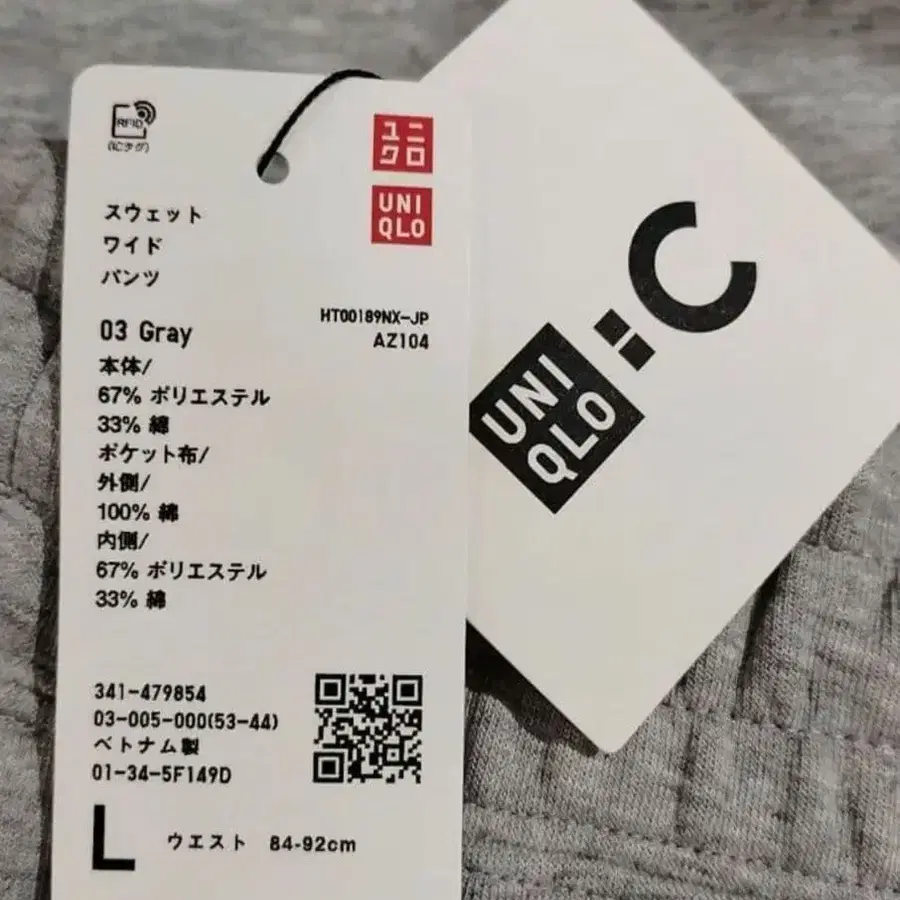 RFID
(ICタグ)
ユニ
クロ
UNI
QLO
スウェット
ワイド
パンツ
HT00189NX-JP
AZ104
03 Gray
本体/
67% ポリエステル
33% 綿
ポケット布/
外側/
100% 綿
内側/
67% ポリエステル
33% 綿
341-479854
03-005-000(53-44)
ベトナム製
01-34-5F149D
L ウエスト 84-92cm
UNI
QLO
:C